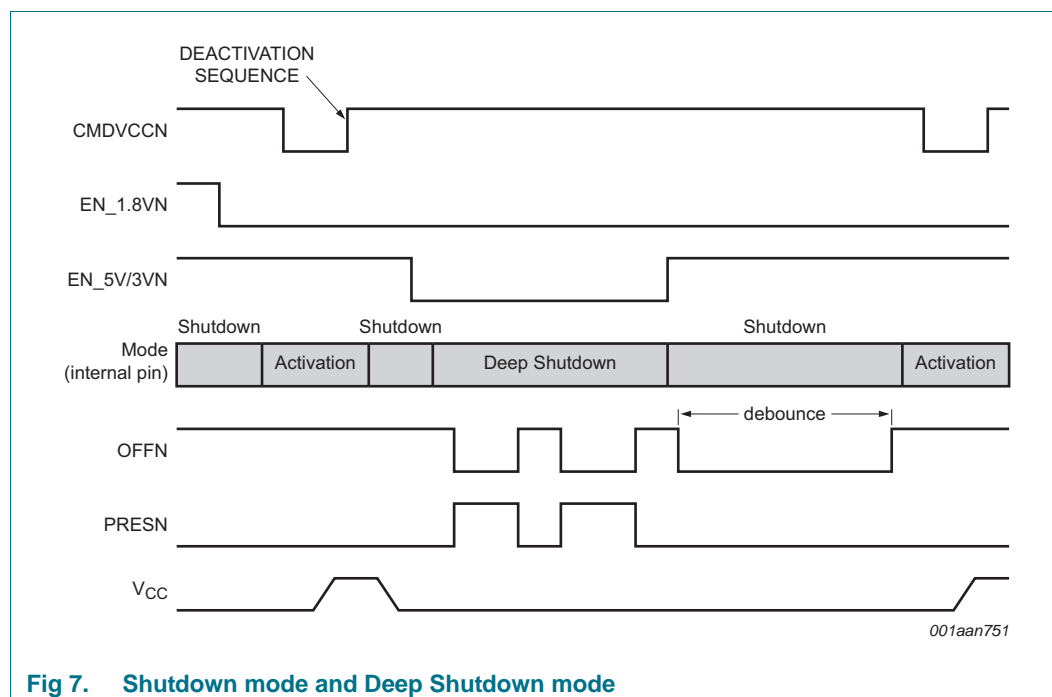 DEACTIVATION
SEQUENCE
CMDVCCN
EN_1.8VN
EN_5V/3VN
Shutdown Shutdown Shutdown
Mode
(internal pin)
Activation Deep Shutdown Activation
debounce
OFFN
PRESN
VCC
001aan751
Fig 7. Shutdown mode and Deep Shutdown mode